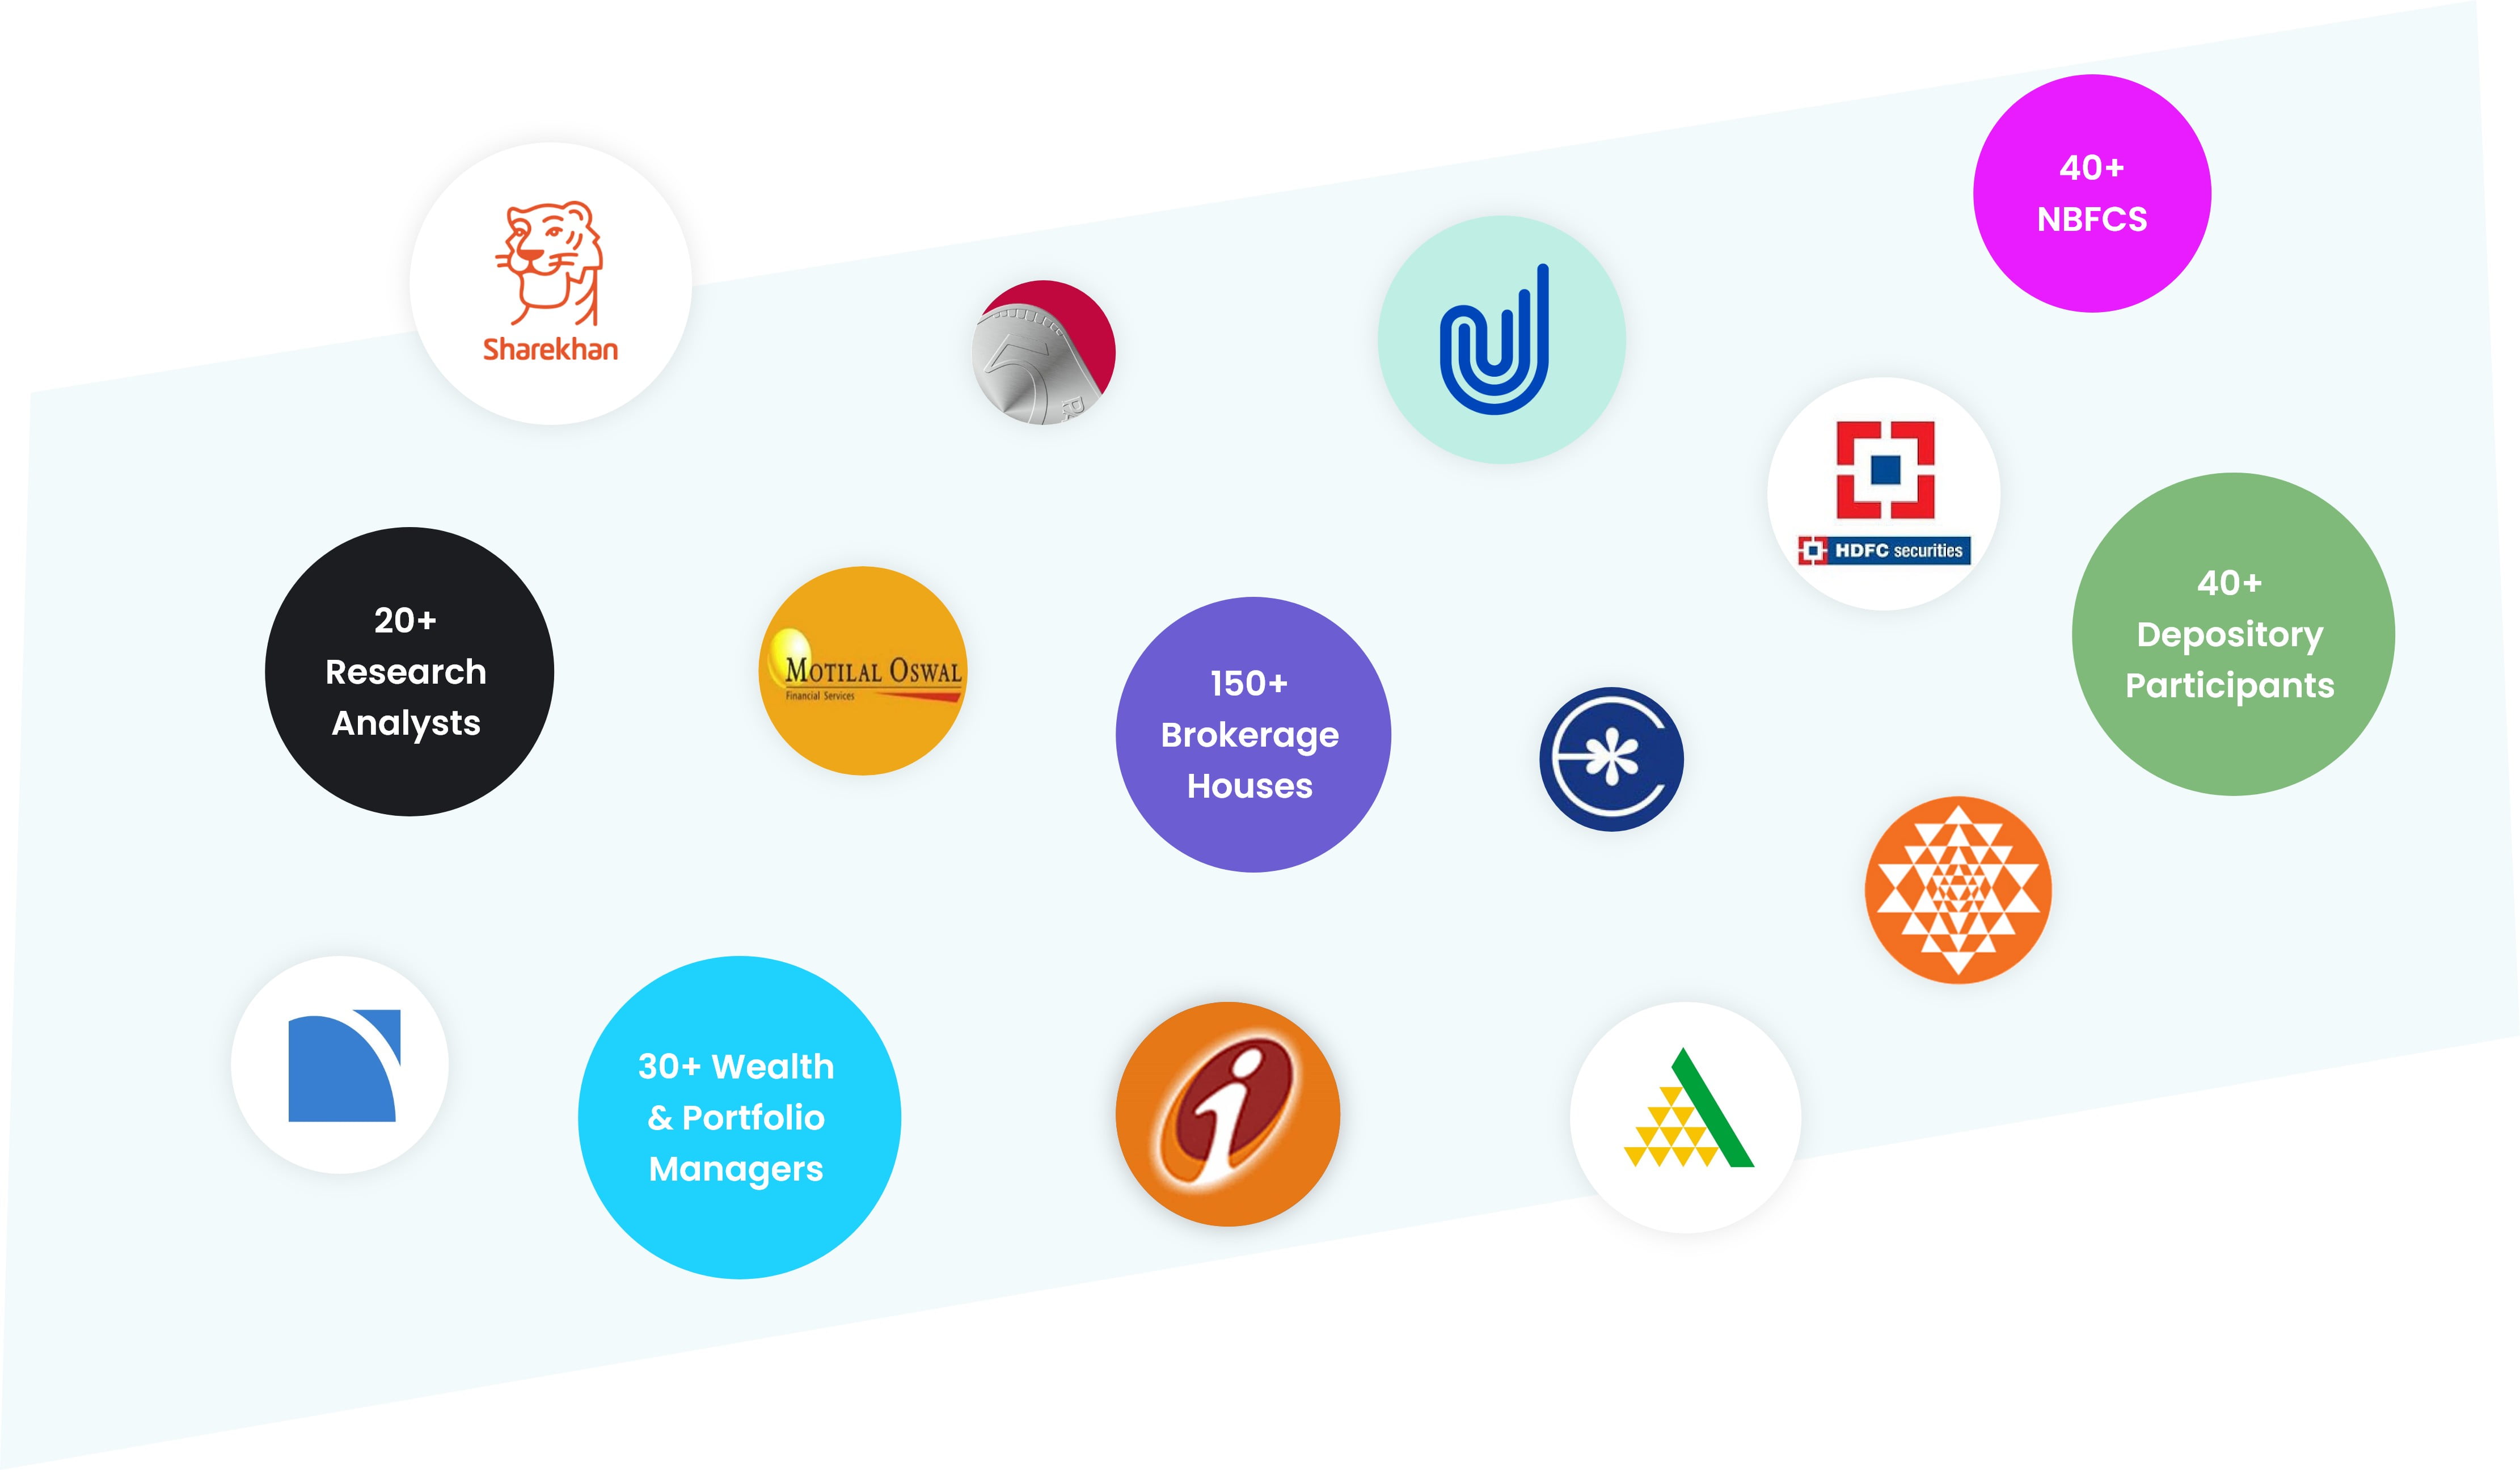 40+
NBFCS
Sharekhan
HDFC securities
20+
Research
Analysts
MOTILAL OSWAL
Financial Services
150+
Brokerage
Houses
40+
Depository
Participants
30+ Wealth
& Portfolio
Managers